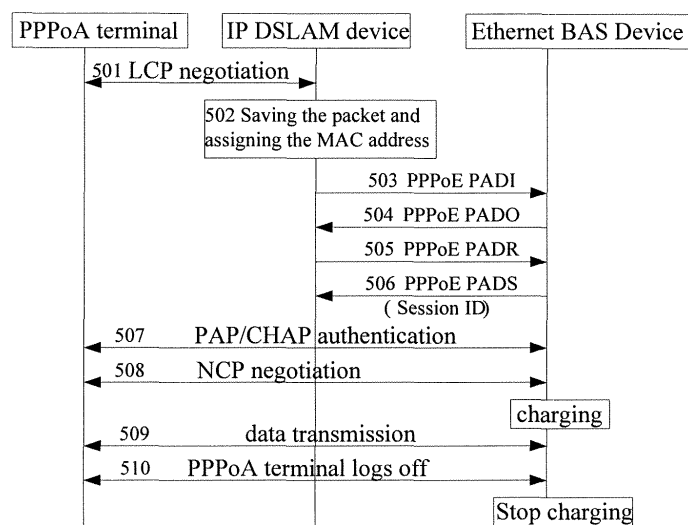 PPPoA terminal
IP DSLAM device
Ethernet BAS Device
501 LCP negotiation
502 Saving the packet and
assigning the MAC address
503 PPPoE PADI
504 PPPoE PADO
505 PPPoE PADR
506 PPPoE PADS
( Session ID)
507 PAP/CHAP authentication
508 NCP negotiation
charging
509 data transmission
510 PPPoA terminal logs off
Stop charging